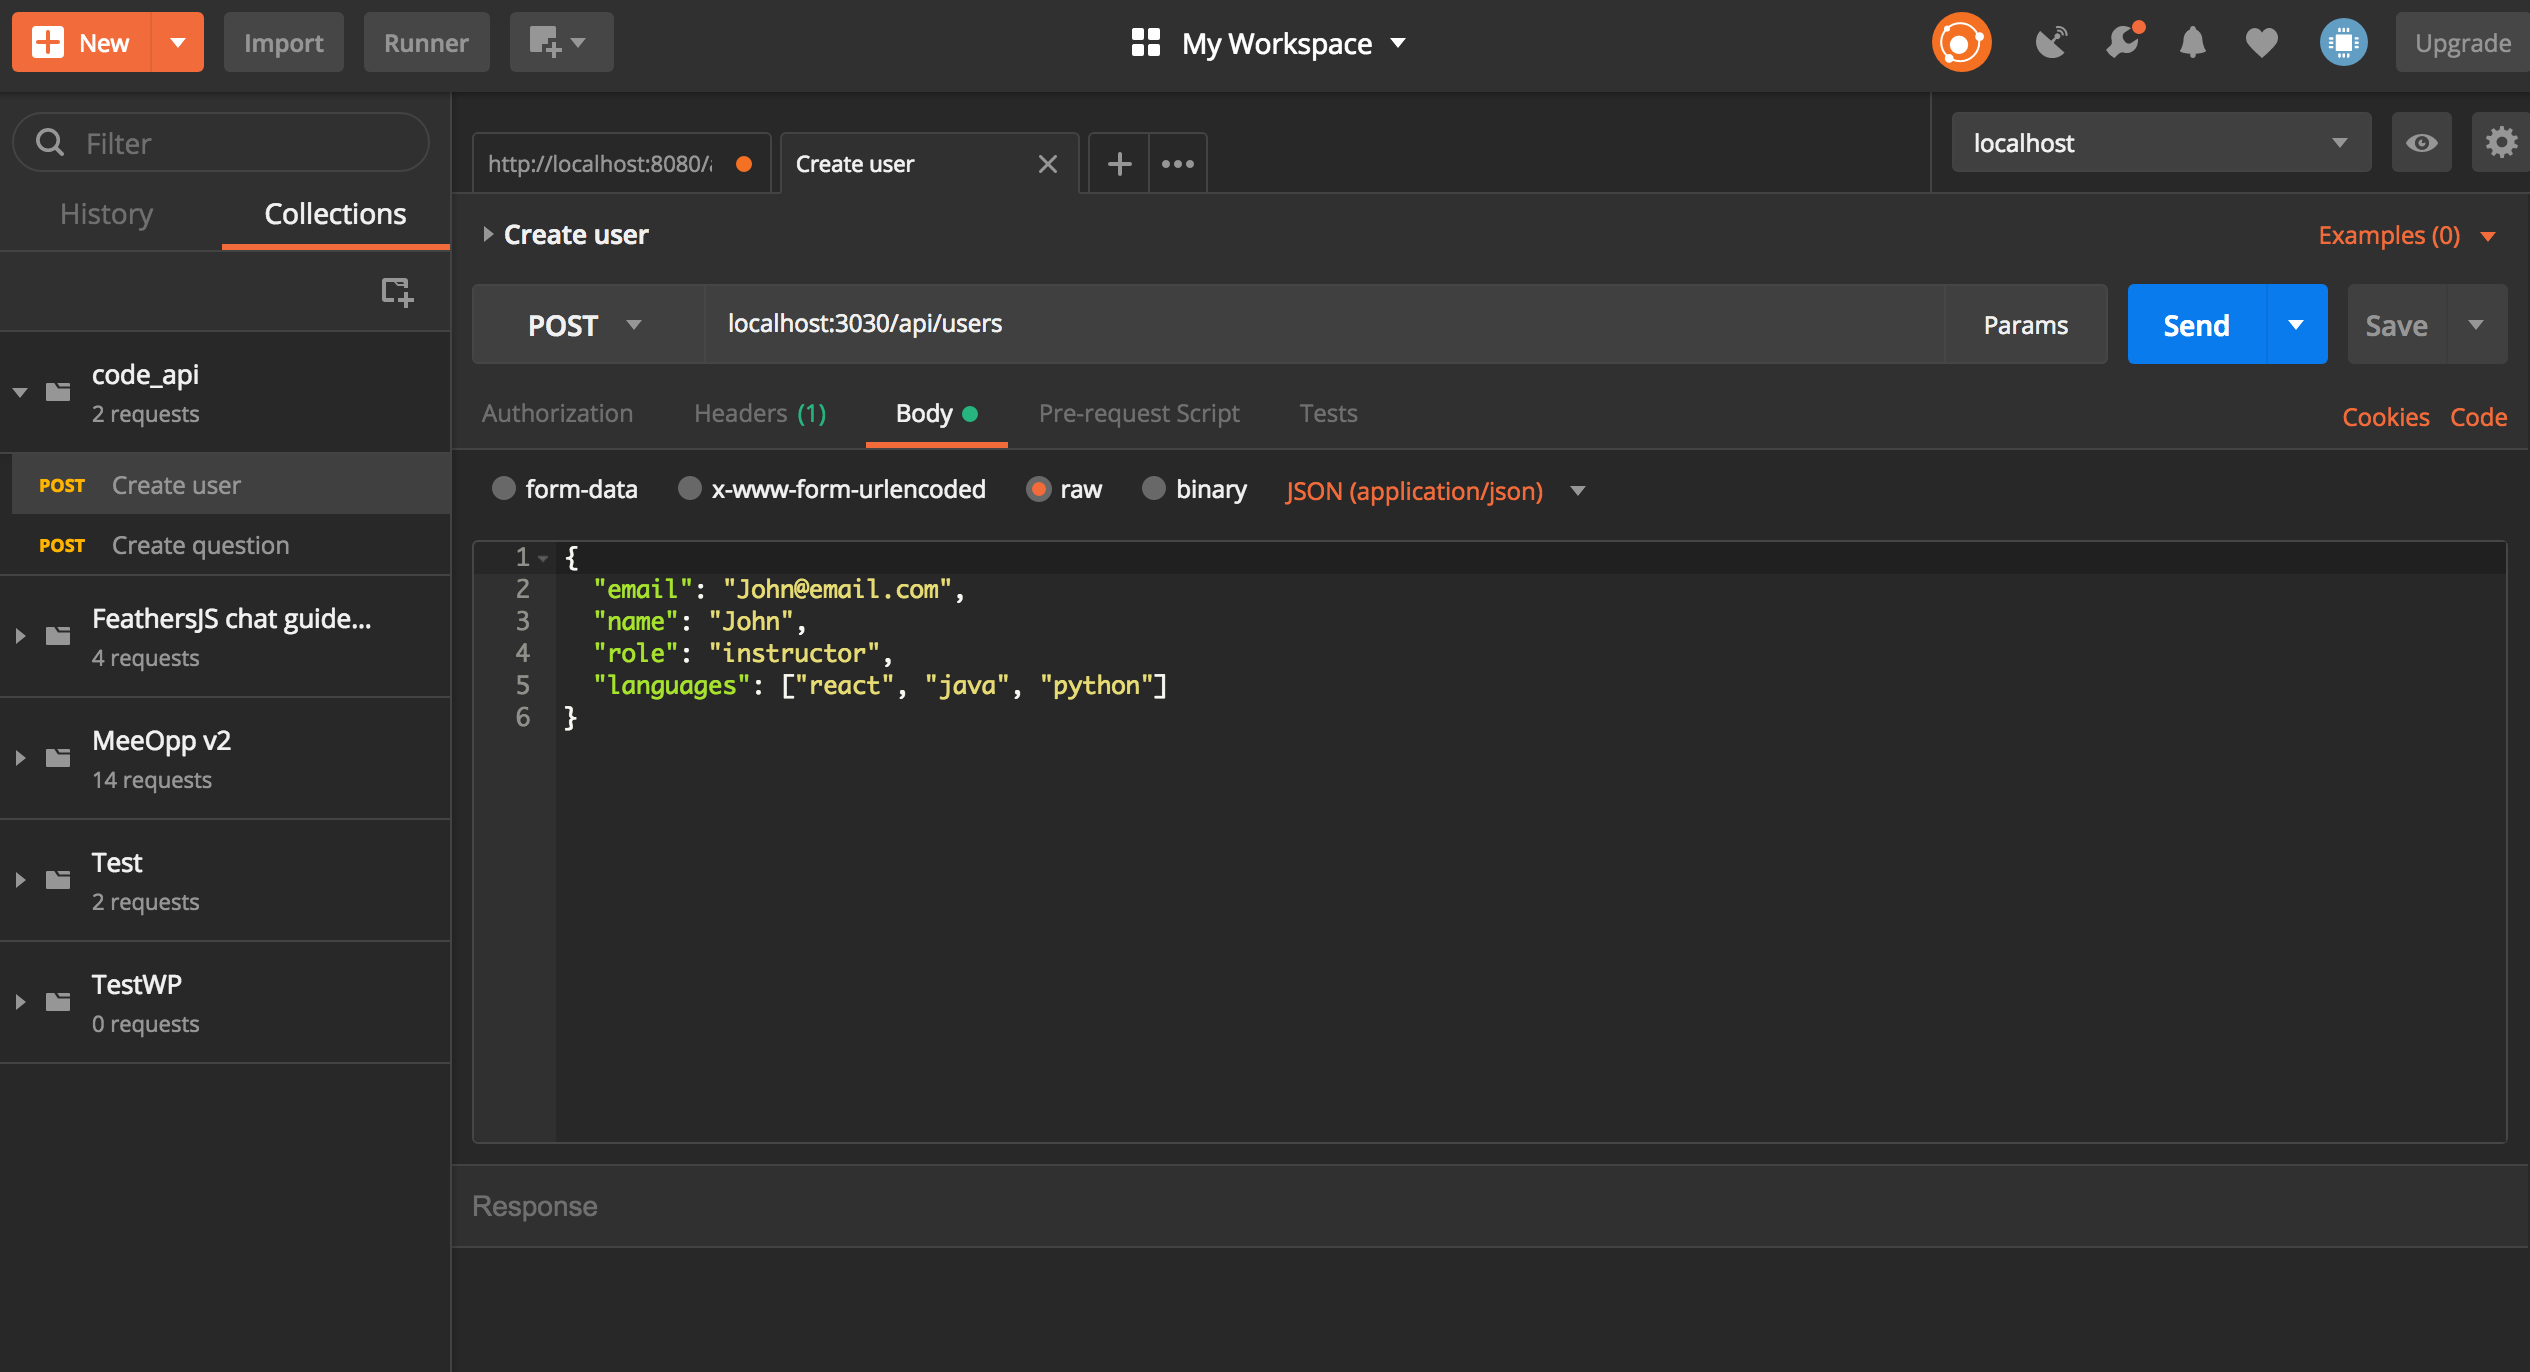 New
Import
Runner
My Workspace
Upgrade
Filter
History
Collections
code_api
2 requests
POST Create user
POST Create question
FeathersJS chat guide...
4 requests
MeeOpp v2
14 requests
Test
2 requests
TestWP
0 requests
http://localhost:8080/
Create user
localhost
Create user
Examples (0)
POST
localhost:3030/api/users
Params
Send
Save
Authorization
Headers (1)
Body
Pre-request Script
Tests
Cookies
Code
form-data
x-www-form-urlencoded
raw
binary
JSON (application/json)
1 {
2 "email": "John@email.com",
3 "name": "John",
4 "role": "instructor",
5 "languages": ["react", "java", "python"]
6 }
Response